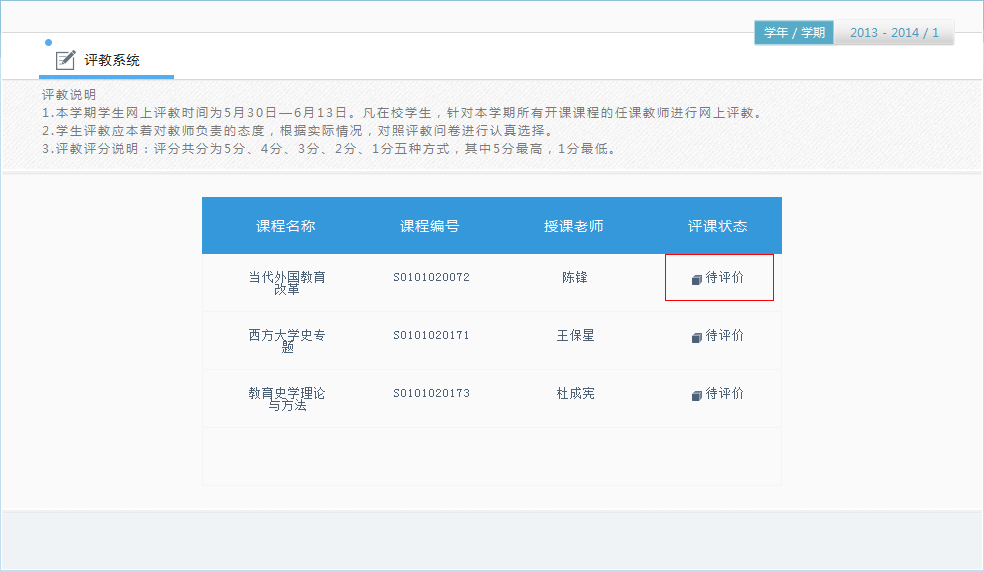 学年 / 学期 2013 - 2014 / 1
评教系统
评教说明
1.本学期学生网上评教时间为5月30日—6月13日。凡在校学生，针对本学期所有开课课程的任课教师进行网上评教。
2.学生评教应本着对教师负责的态度，根据实际情况，对照评教问卷进行认真选择。
3.评教评分说明：评分共分为5分、4分、3分、2分、1分五种方式，其中5分最高，1分最低。
课程名称 课程编号 授课老师 评课状态
当代外国教育 S0101020072 陈锋 待评价
改革
西方大学史专 S0101020171 王保星 待评价
题
教育史学理论 S0101020173 杜成宪 待评价
与方法